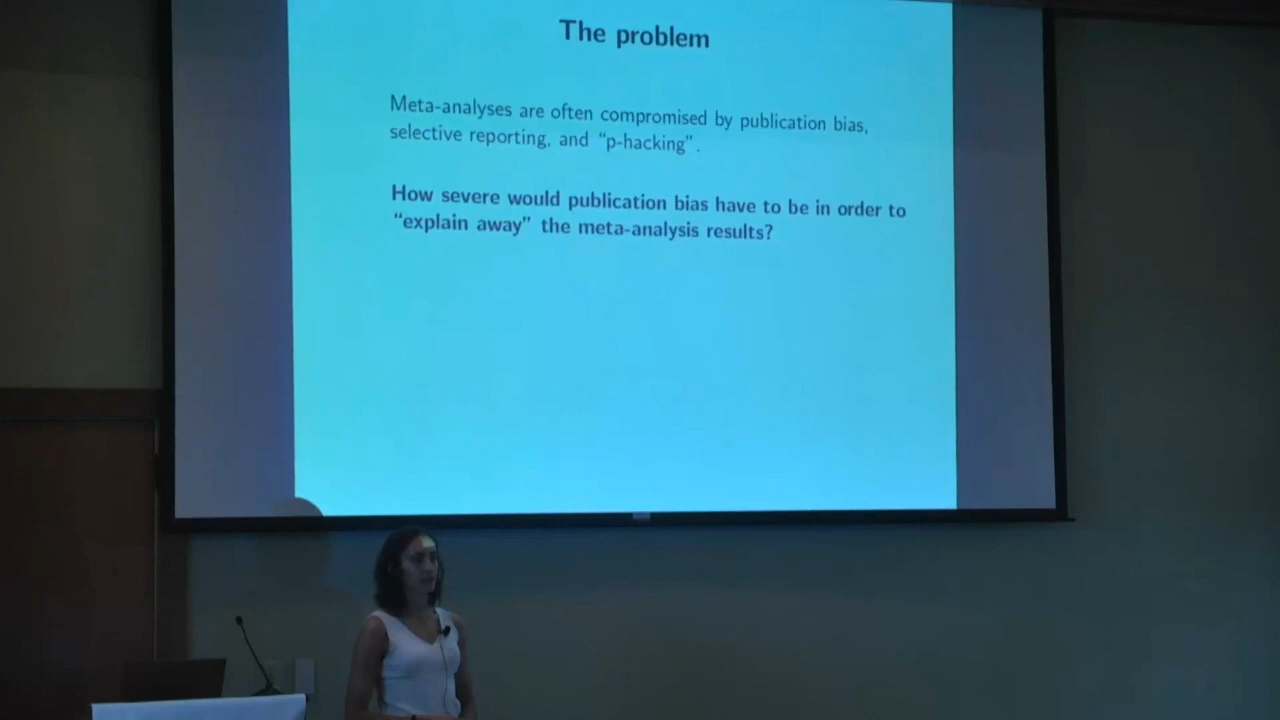 The problem
Meta-analyses are often compromised by publication bias,
selective reporting, and “p-hacking”.
How severe would publication bias have to be in order to
“explain away” the meta-analysis results?